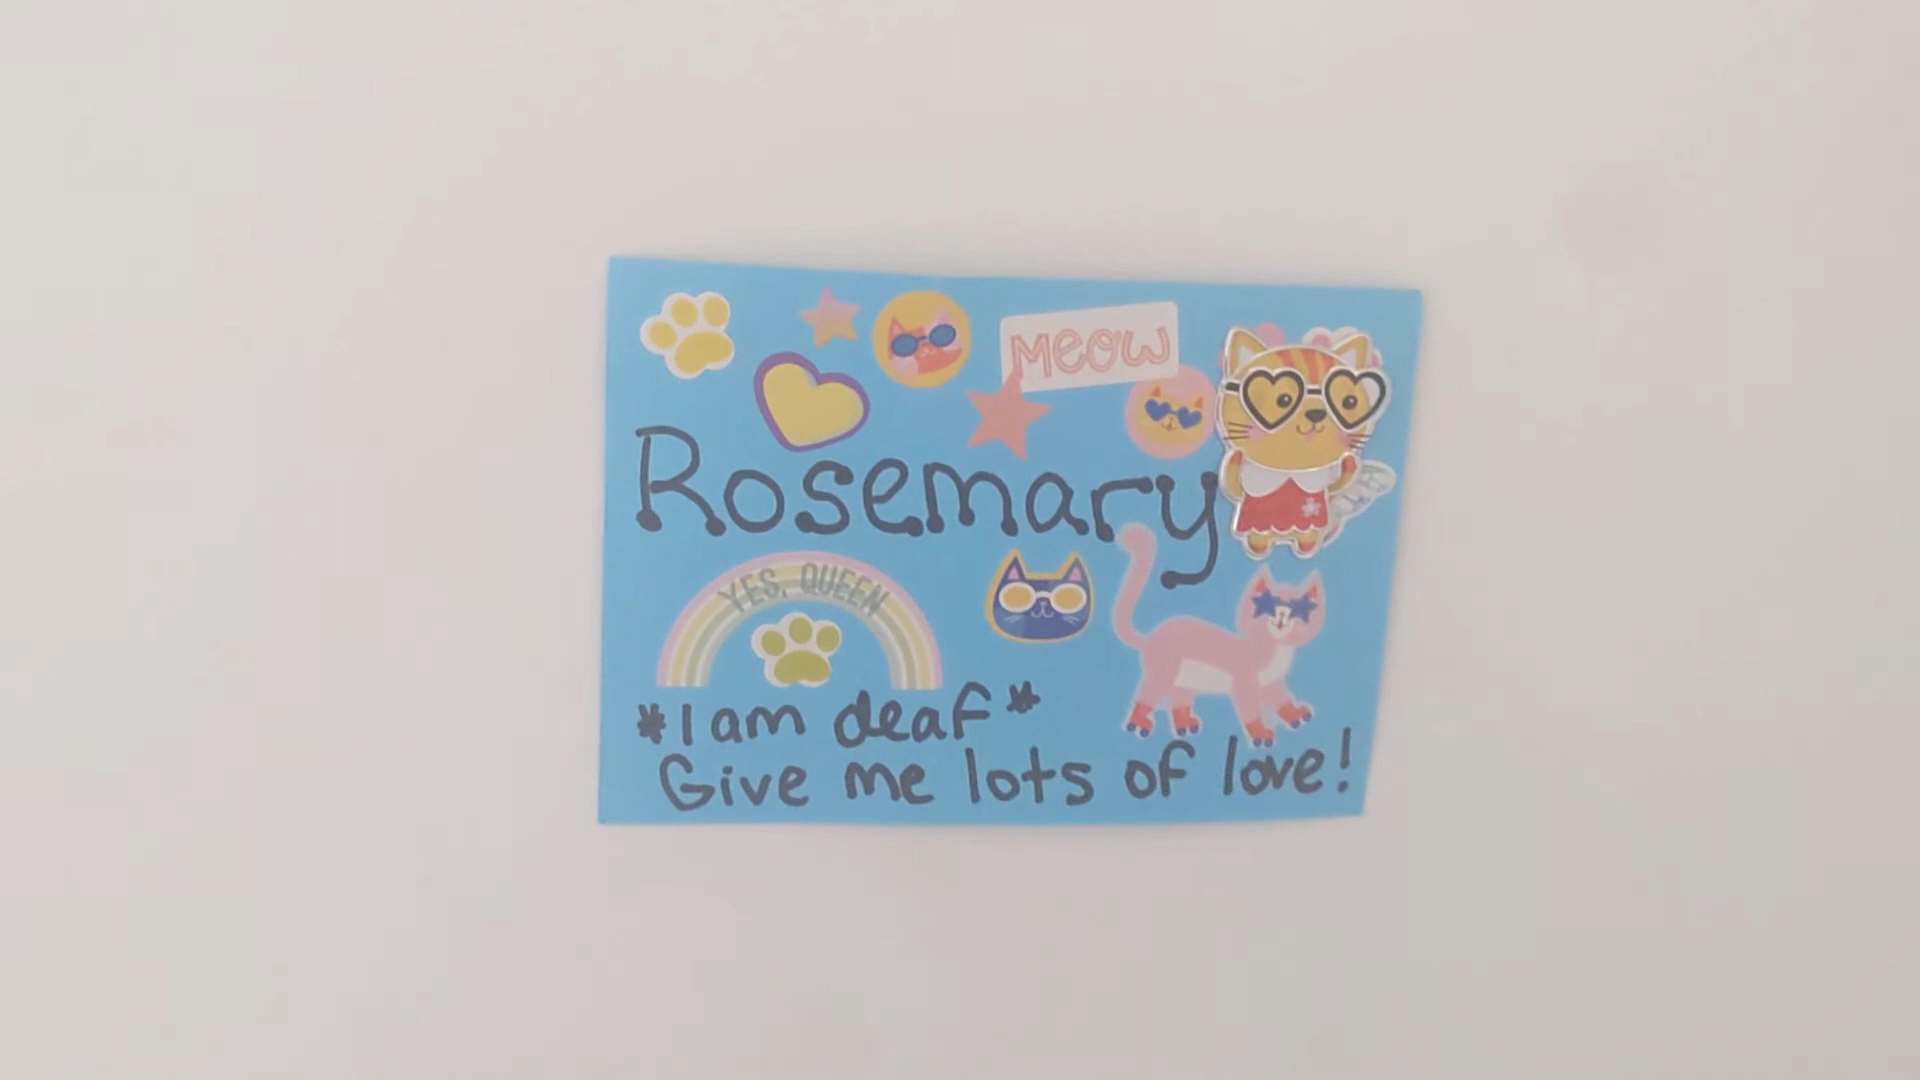 MEOW
Rosemary
YES, QUEEN
*I am deaf*
Give me lots of love!